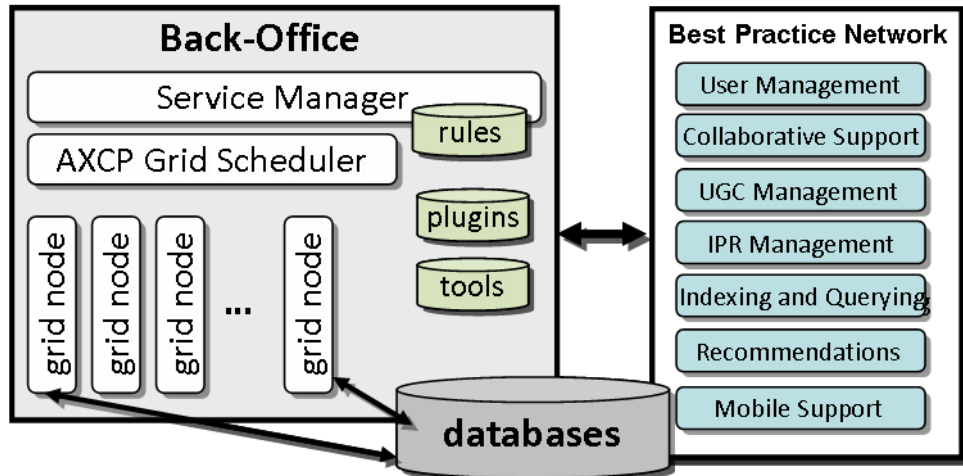 Back-Office
Service Manager
rules
AXCP Grid Scheduler
plugins
tools
grid node
grid node
grid node
...
grid node
databases
Best Practice Network
User Management
Collaborative Support
UGC Management
IPR Management
Indexing and Querying
Recommendations
Mobile Support